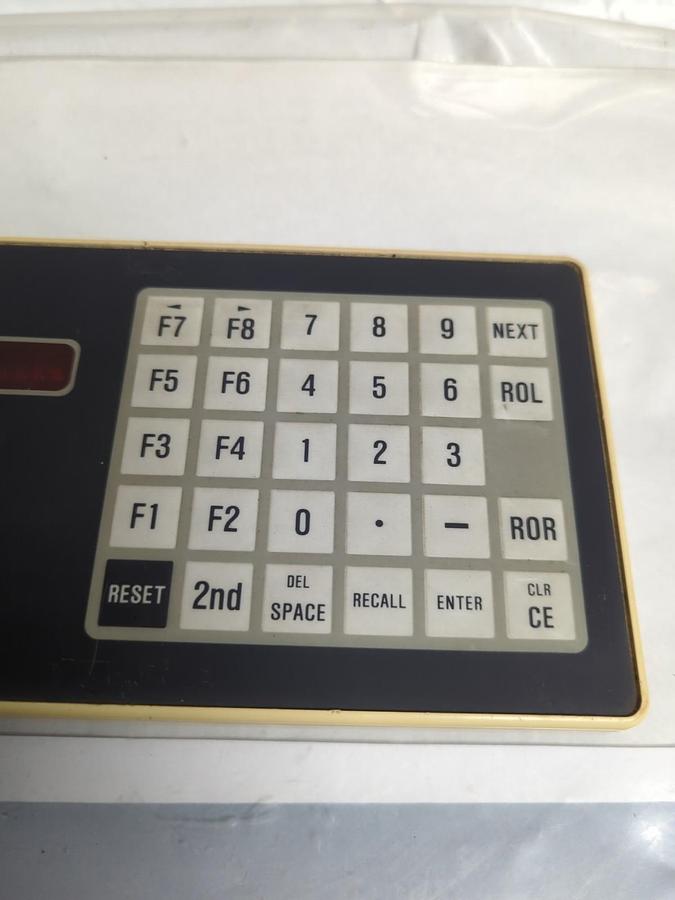 F7 F8 7 8 9 NEXT
F5 F6 4 5 6 ROL
F3 F4 1 2 3
F1 F2 0 . – ROR
RESET 2nd DEL SPACE RECALL ENTER CLR CE